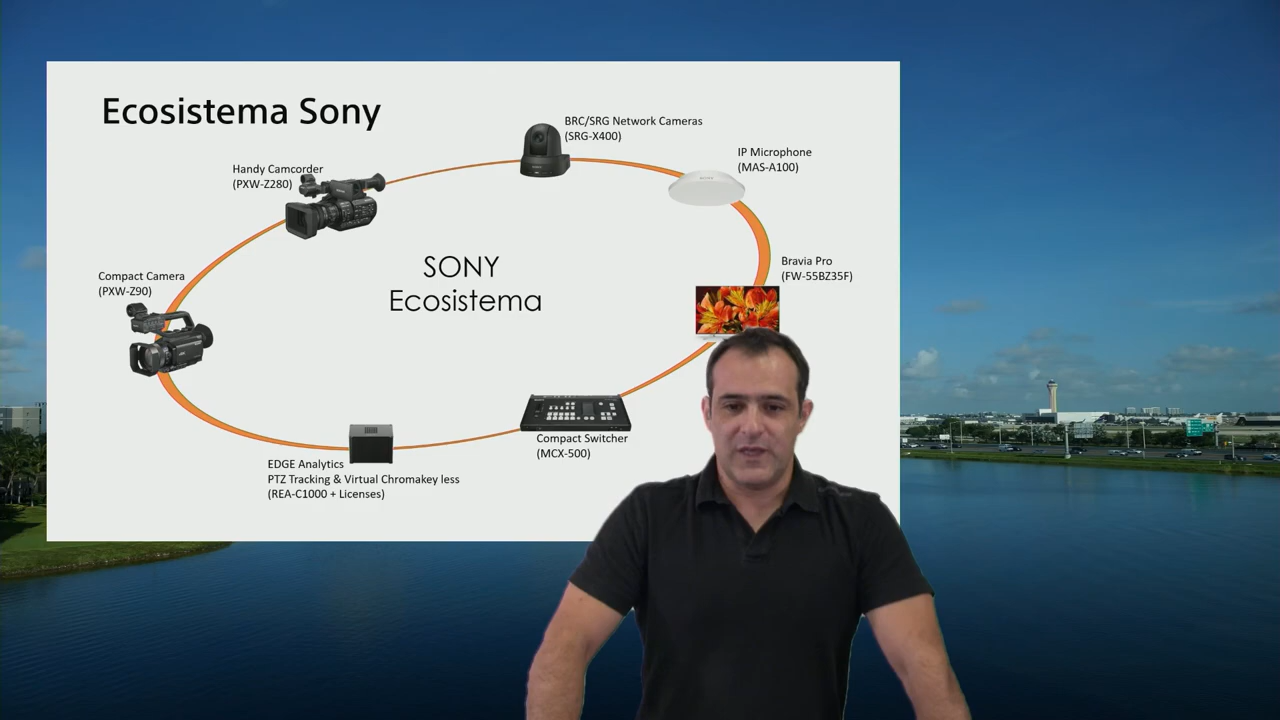 Ecosistema Sony
BRC/SRG Network Cameras
(SRG-X400)
IP Microphone
(MAS-A100)
Handy Camcorder
(PXW-Z280)
SONY
Ecosistema
Bravia Pro
(FW-55BZ35F)
Compact Camera
(PXW-Z90)
Compact Switcher
(MCX-500)
EDGE Analytics
PTZ Tracking & Virtual Chromakey less
(REA-C1000 + Licenses)